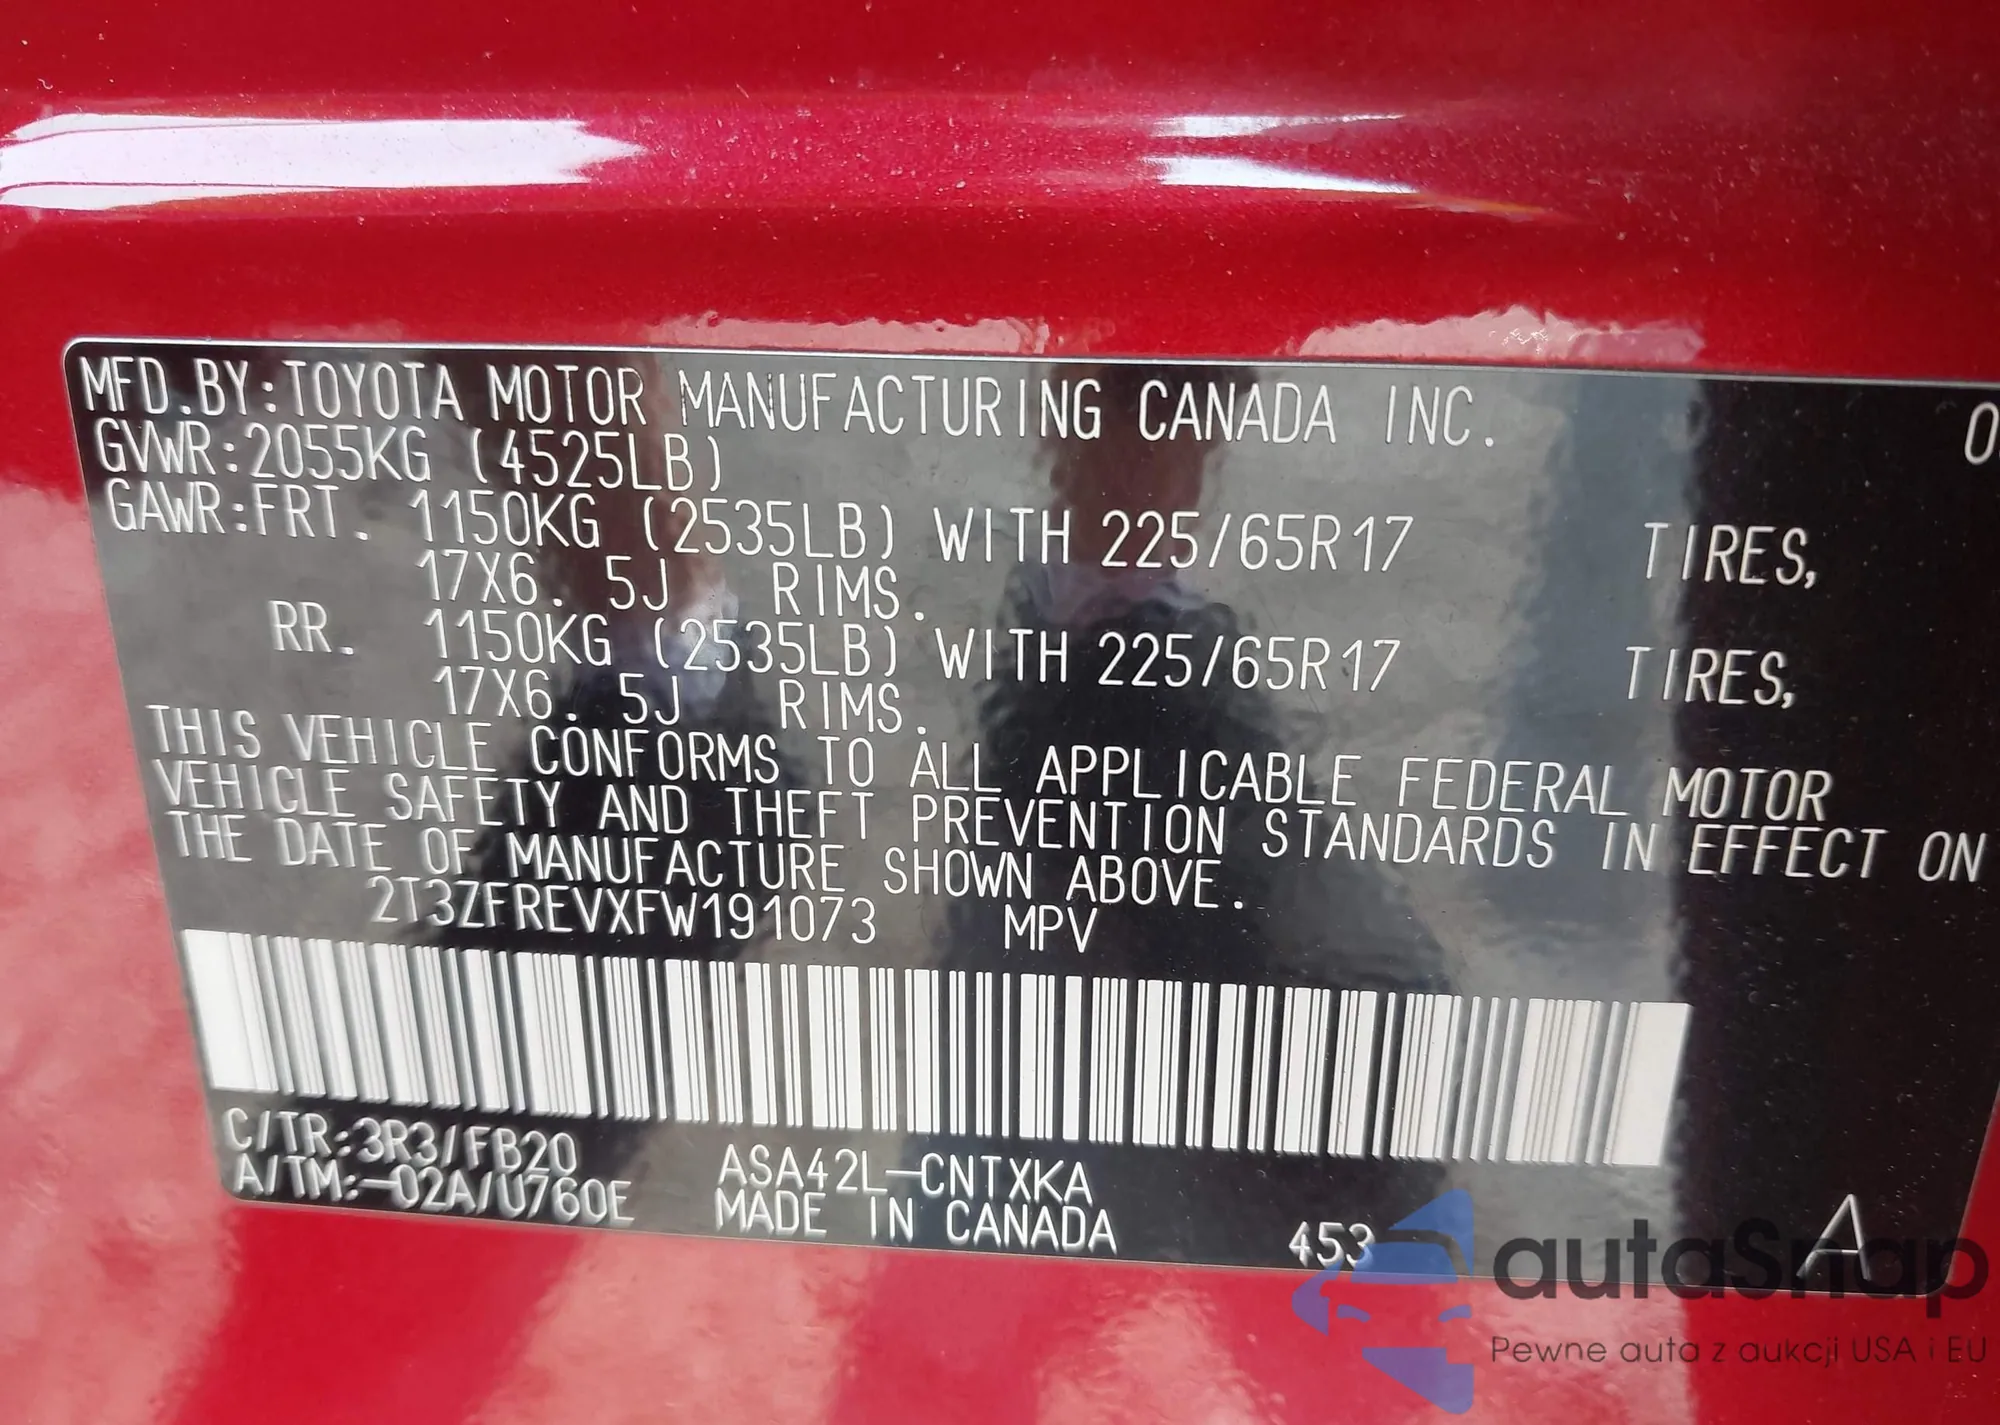 MFD.BY:TOYOTA MOTOR MANUFACTURING CANADA INC.
GVWR:2055KG (4525LB)
GAWR:FRT. 1150KG (2535LB) WITH 225/65R17 TIRES,
17X6.5J RIMS.
RR. 1150KG (2535LB) WITH 225/65R17 TIRES,
17X6.5J RIMS.
THIS VEHICLE CONFORMS TO ALL APPLICABLE FEDERAL MOTOR
VEHICLE SAFETY AND THEFT PREVENTION STANDARDS IN EFFECT ON
THE DATE OF MANUFACTURE SHOWN ABOVE.
2T3ZFREVXFW191073 MPV
C/TR:3R3/FB20 ASA42L-CNTXKA
A/TM:-02A/U760E MADE IN CANADA 453 A
autaSnap
Pewne auta z aukcji USA i EU